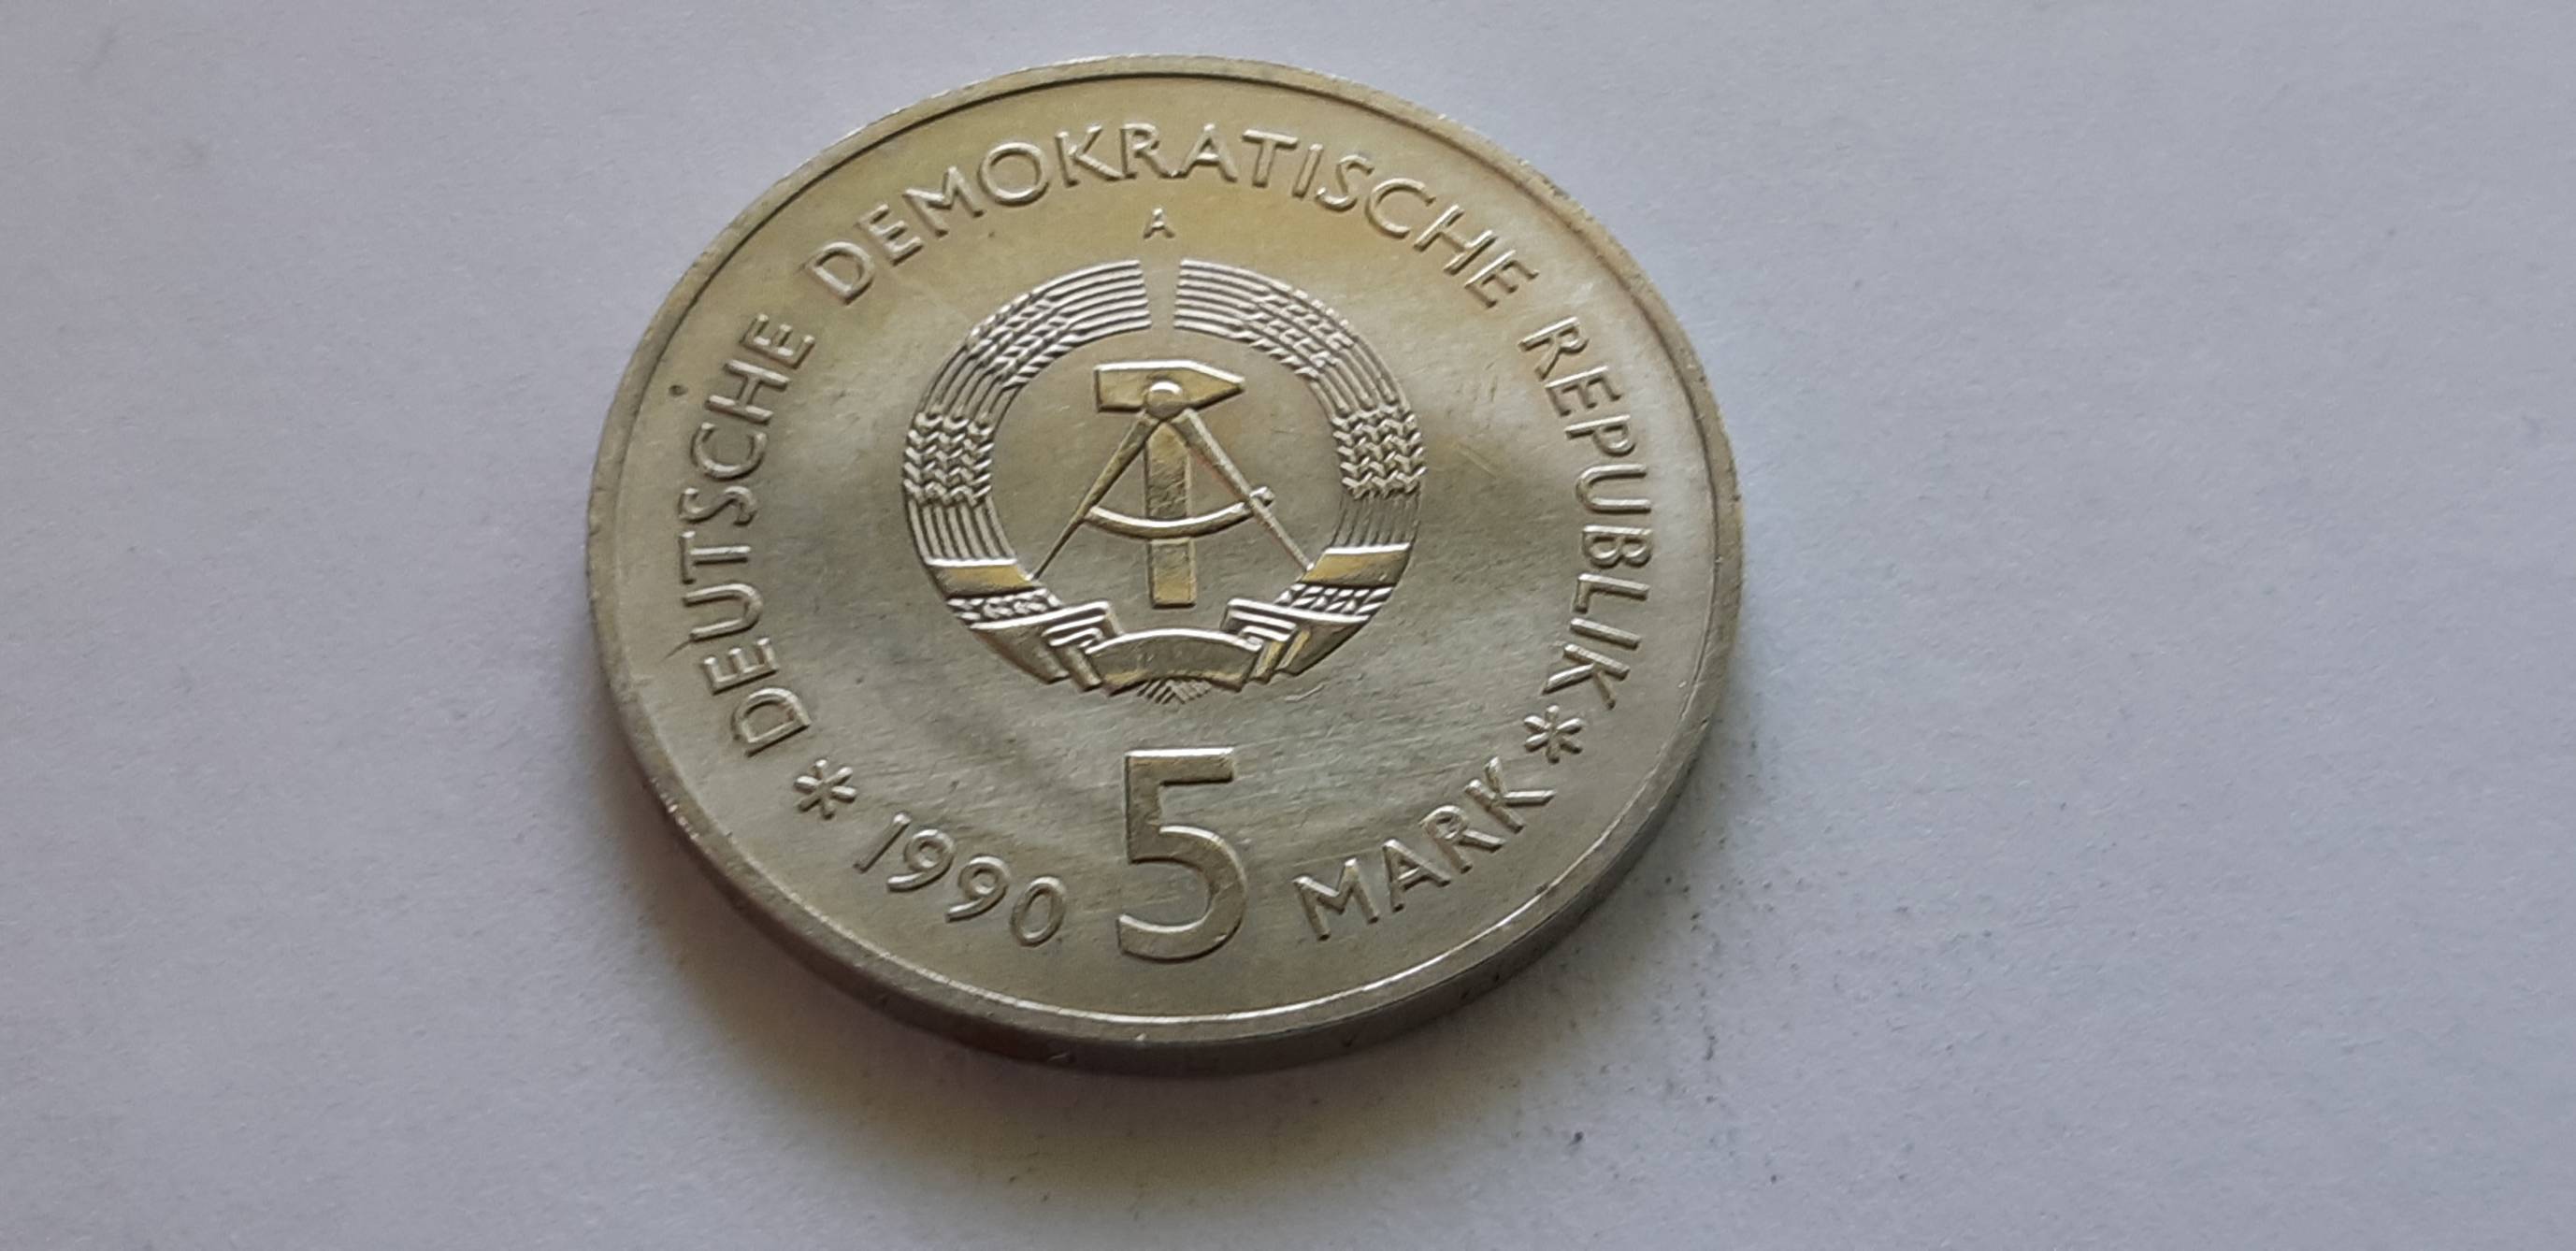 DEUTSCHE DEMOKRATISCHE REPUBLIK
A
* 1990 5 MARK *